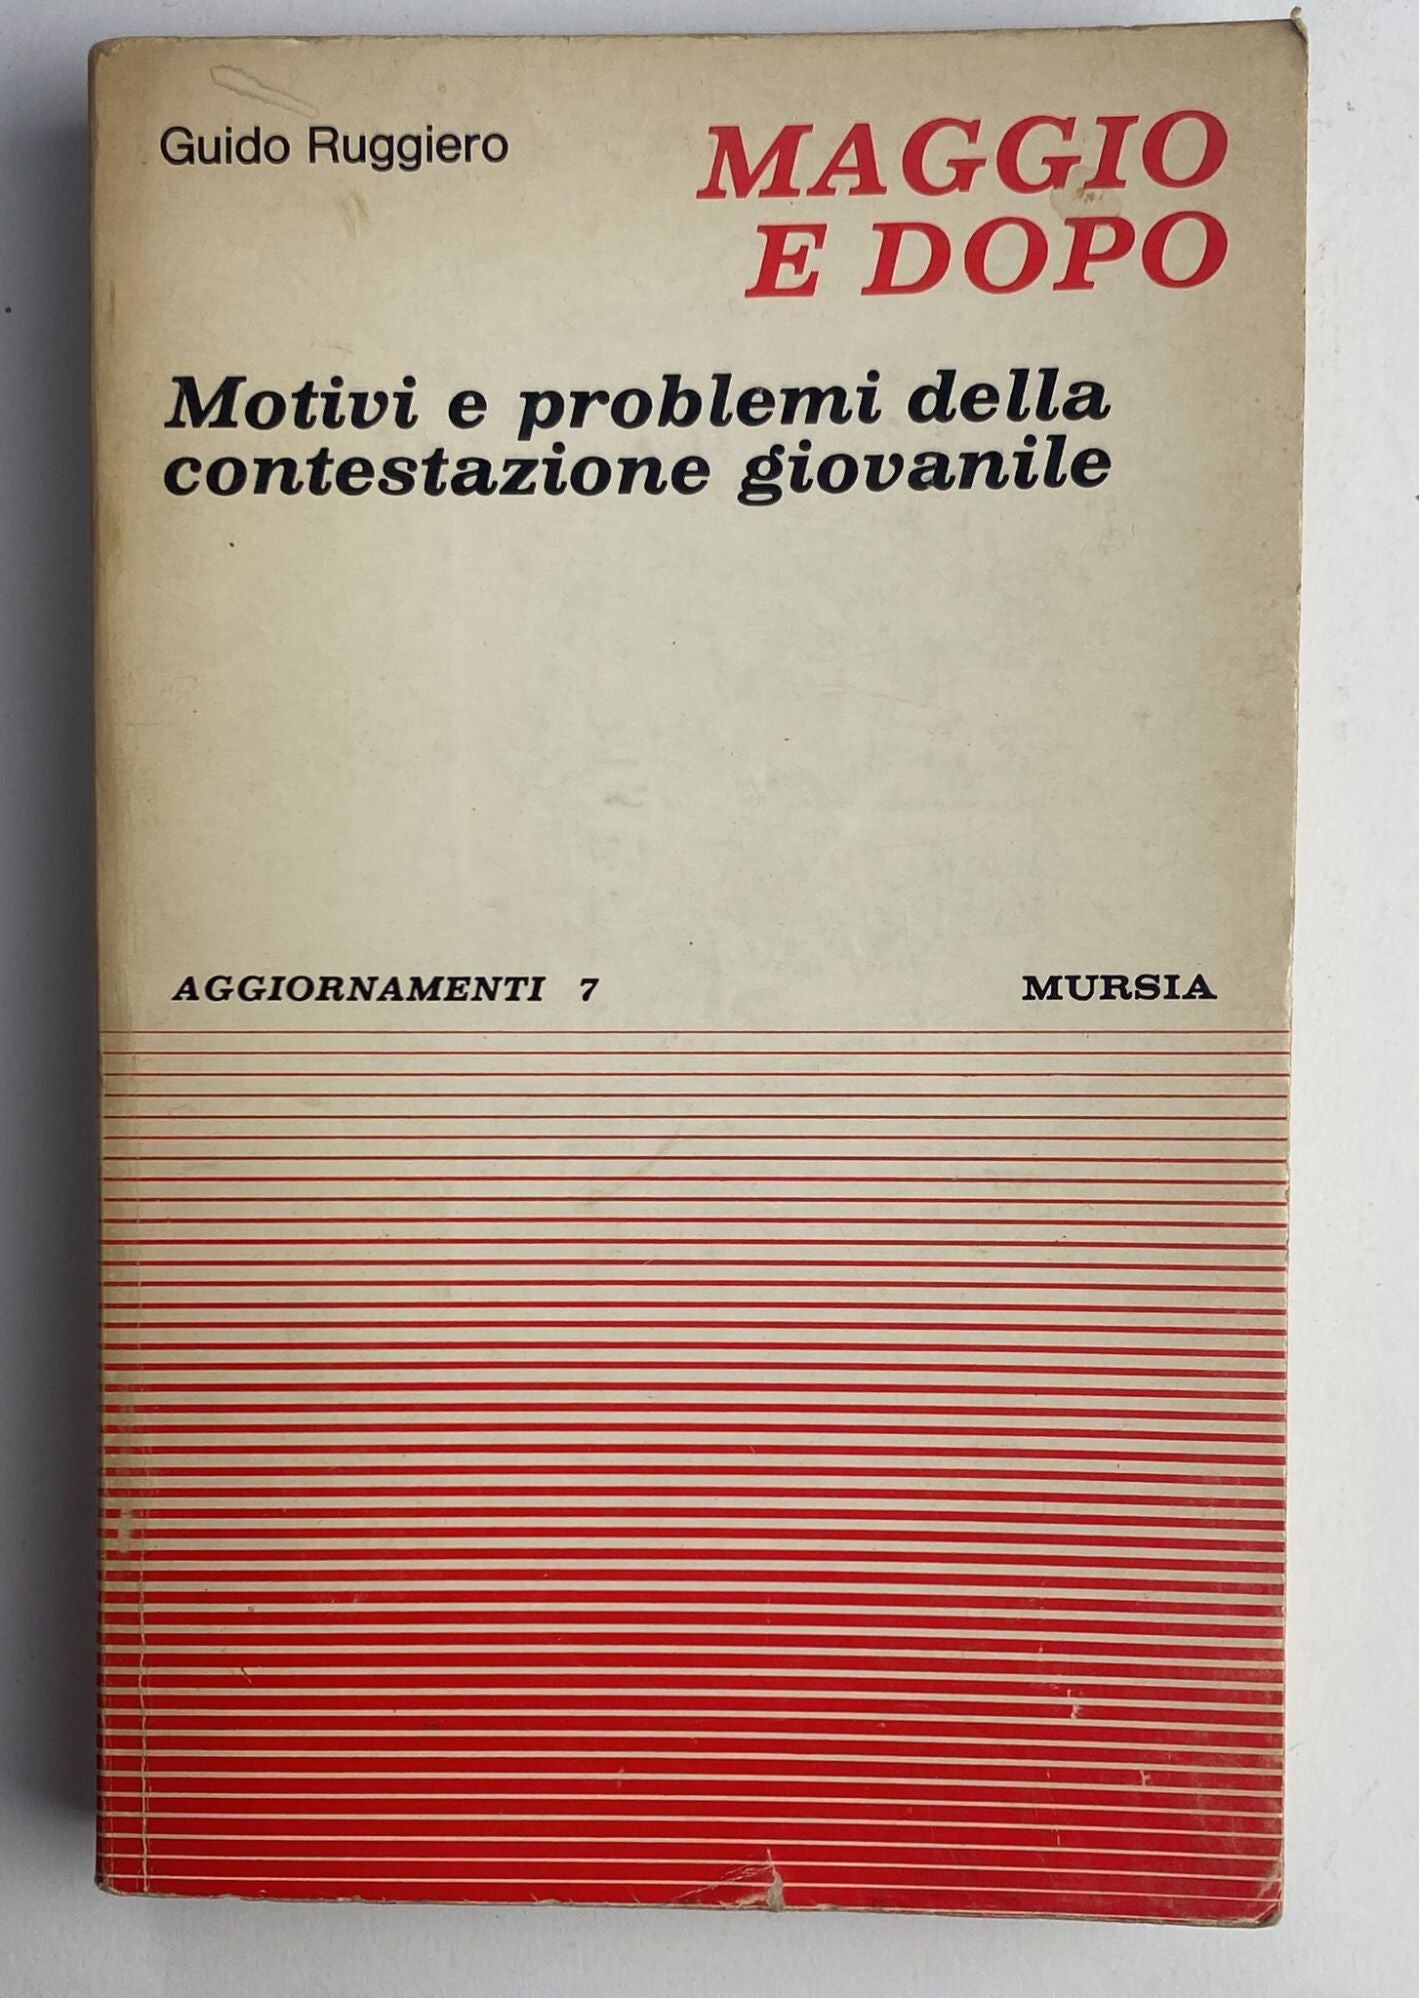 Guido Ruggiero
MAGGIO
E DOPO
Motivi e problemi della
contestazione giovanile
AGGIORNAMENTI 7
MURSIA